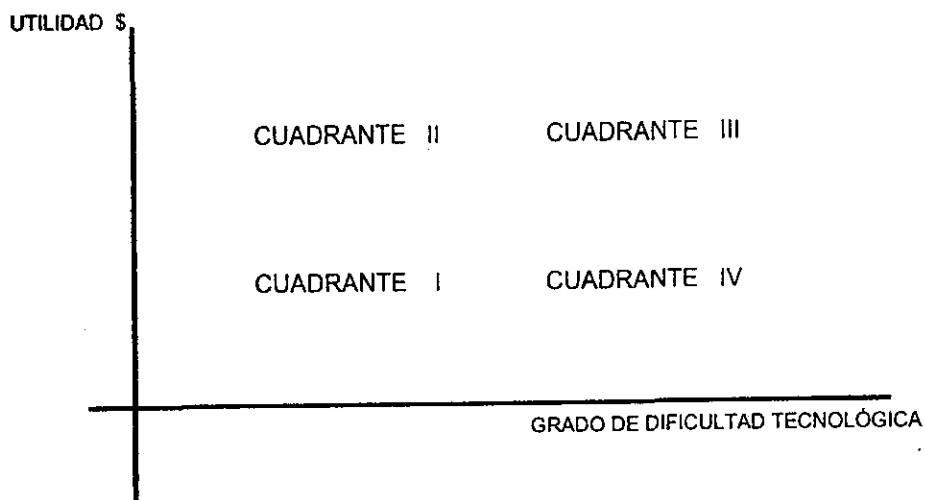 UTILIDAD $
CUADRANTE II CUADRANTE III
CUADRANTE I CUADRANTE IV
GRADO DE DIFICULTAD TECNOLÓGICA